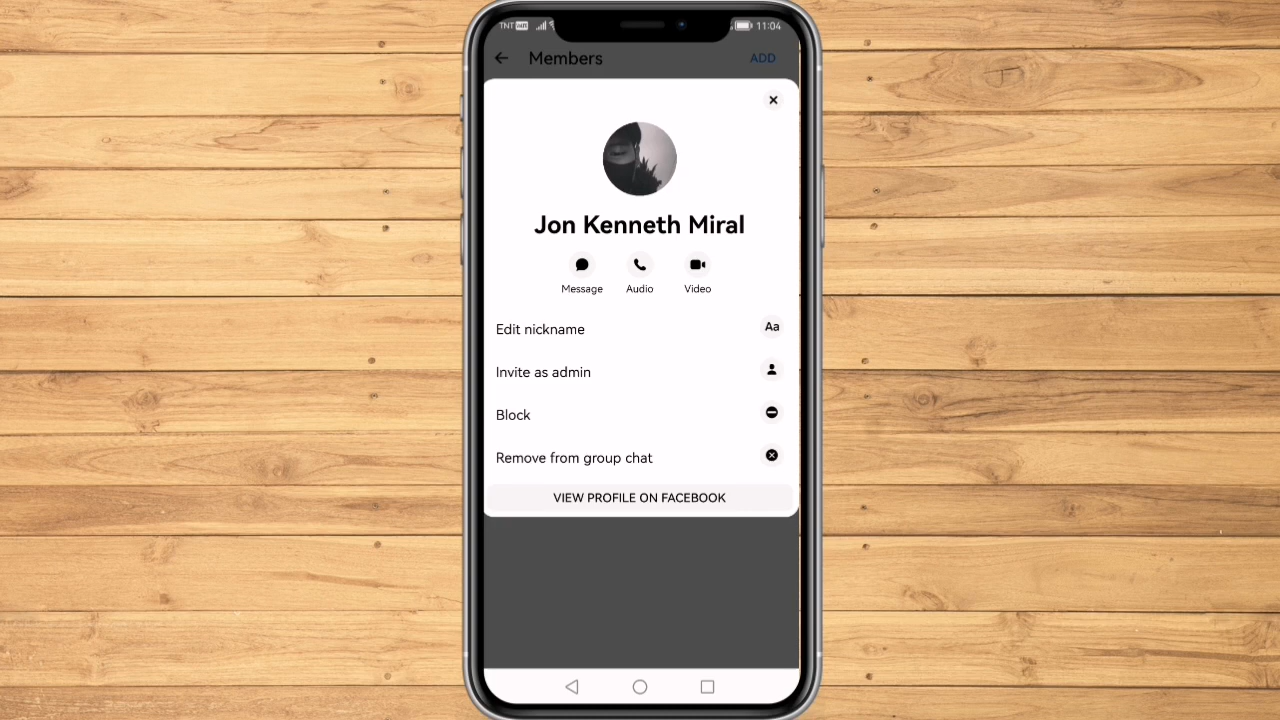 TNT VoLTE 11:04
Members ADD
Jon Kenneth Miral
Message Audio Video
Edit nickname Aa
Invite as admin
Block
Remove from group chat
VIEW PROFILE ON FACEBOOK